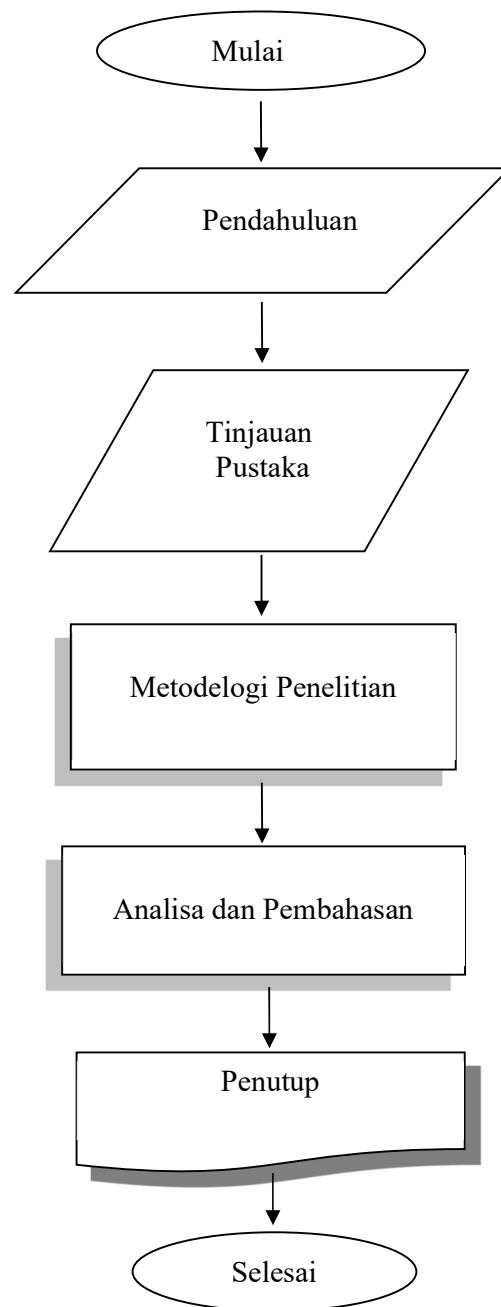 Mulai
Pendahuluan
Tinjauan
Pustaka
Metodelogi Penelitian
Analisa dan Pembahasan
Penutup
Selesai